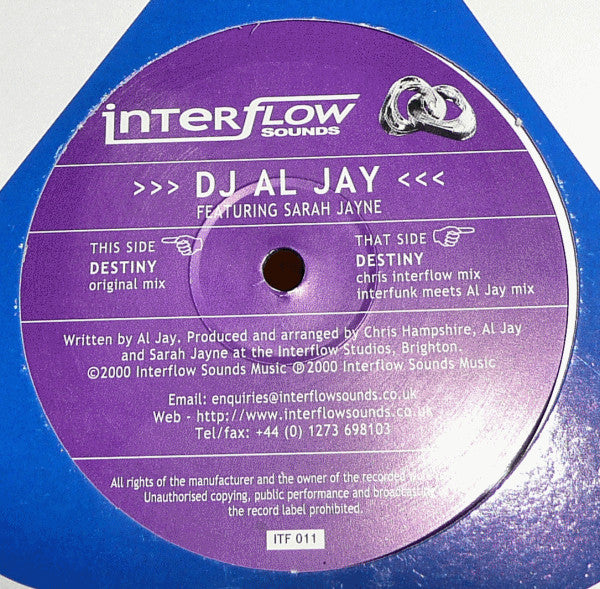 interflow
SOUNDS
>>> DJ AL JAY <<<
FEATURING SARAH JAYNE
THIS SIDE
DESTINY
original mix
THAT SIDE
DESTINY
chris interflow mix
interfunk meets Al Jay mix
Written by Al Jay. Produced and arranged by Chris Hampshire, Al Jay
and Sarah Jayne at the Interflow Studios, Brighton.
©2000 Interflow Sounds Music ℗2000 Interflow Sounds Music
Email: enquiries@interflowsounds.co.uk
Web - http://www.interflowsounds.co.uk
Tel/fax: +44 (0) 1273 698103
All rights of the manufacturer and the owner of the recorded
Unauthorised copying, public performance and broadcasting of
the record label prohibited.
ITF 011